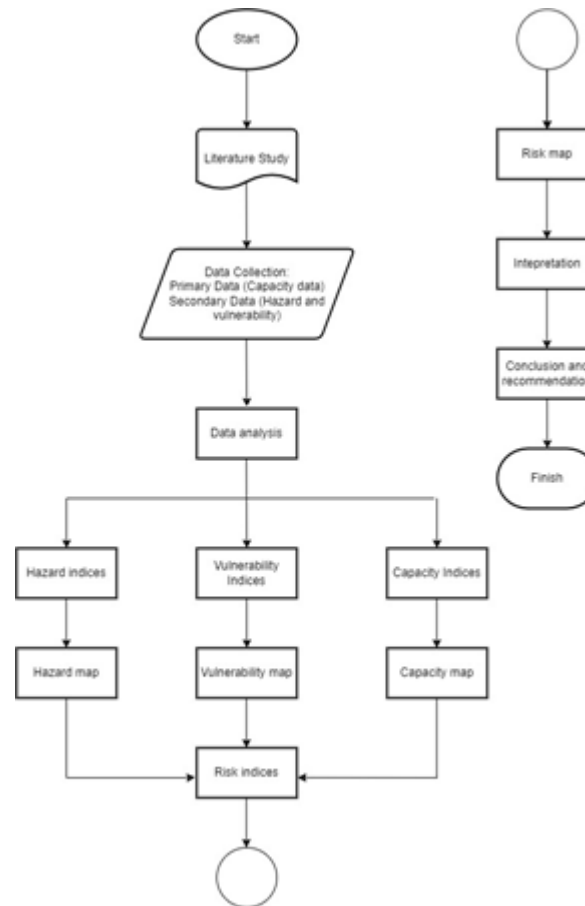 Start
Literature Study
Data Collection:
Primary Data (Capacity data)
Secondary Data (Hazard and
vulnerability)
Data analysis
Hazard indices
Vulnerability
Indices
Capacity Indices
Hazard map
Vulnerability map
Capacity map
Risk indices
Risk map
Intepretation
Conclusion and
recommendation
Finish